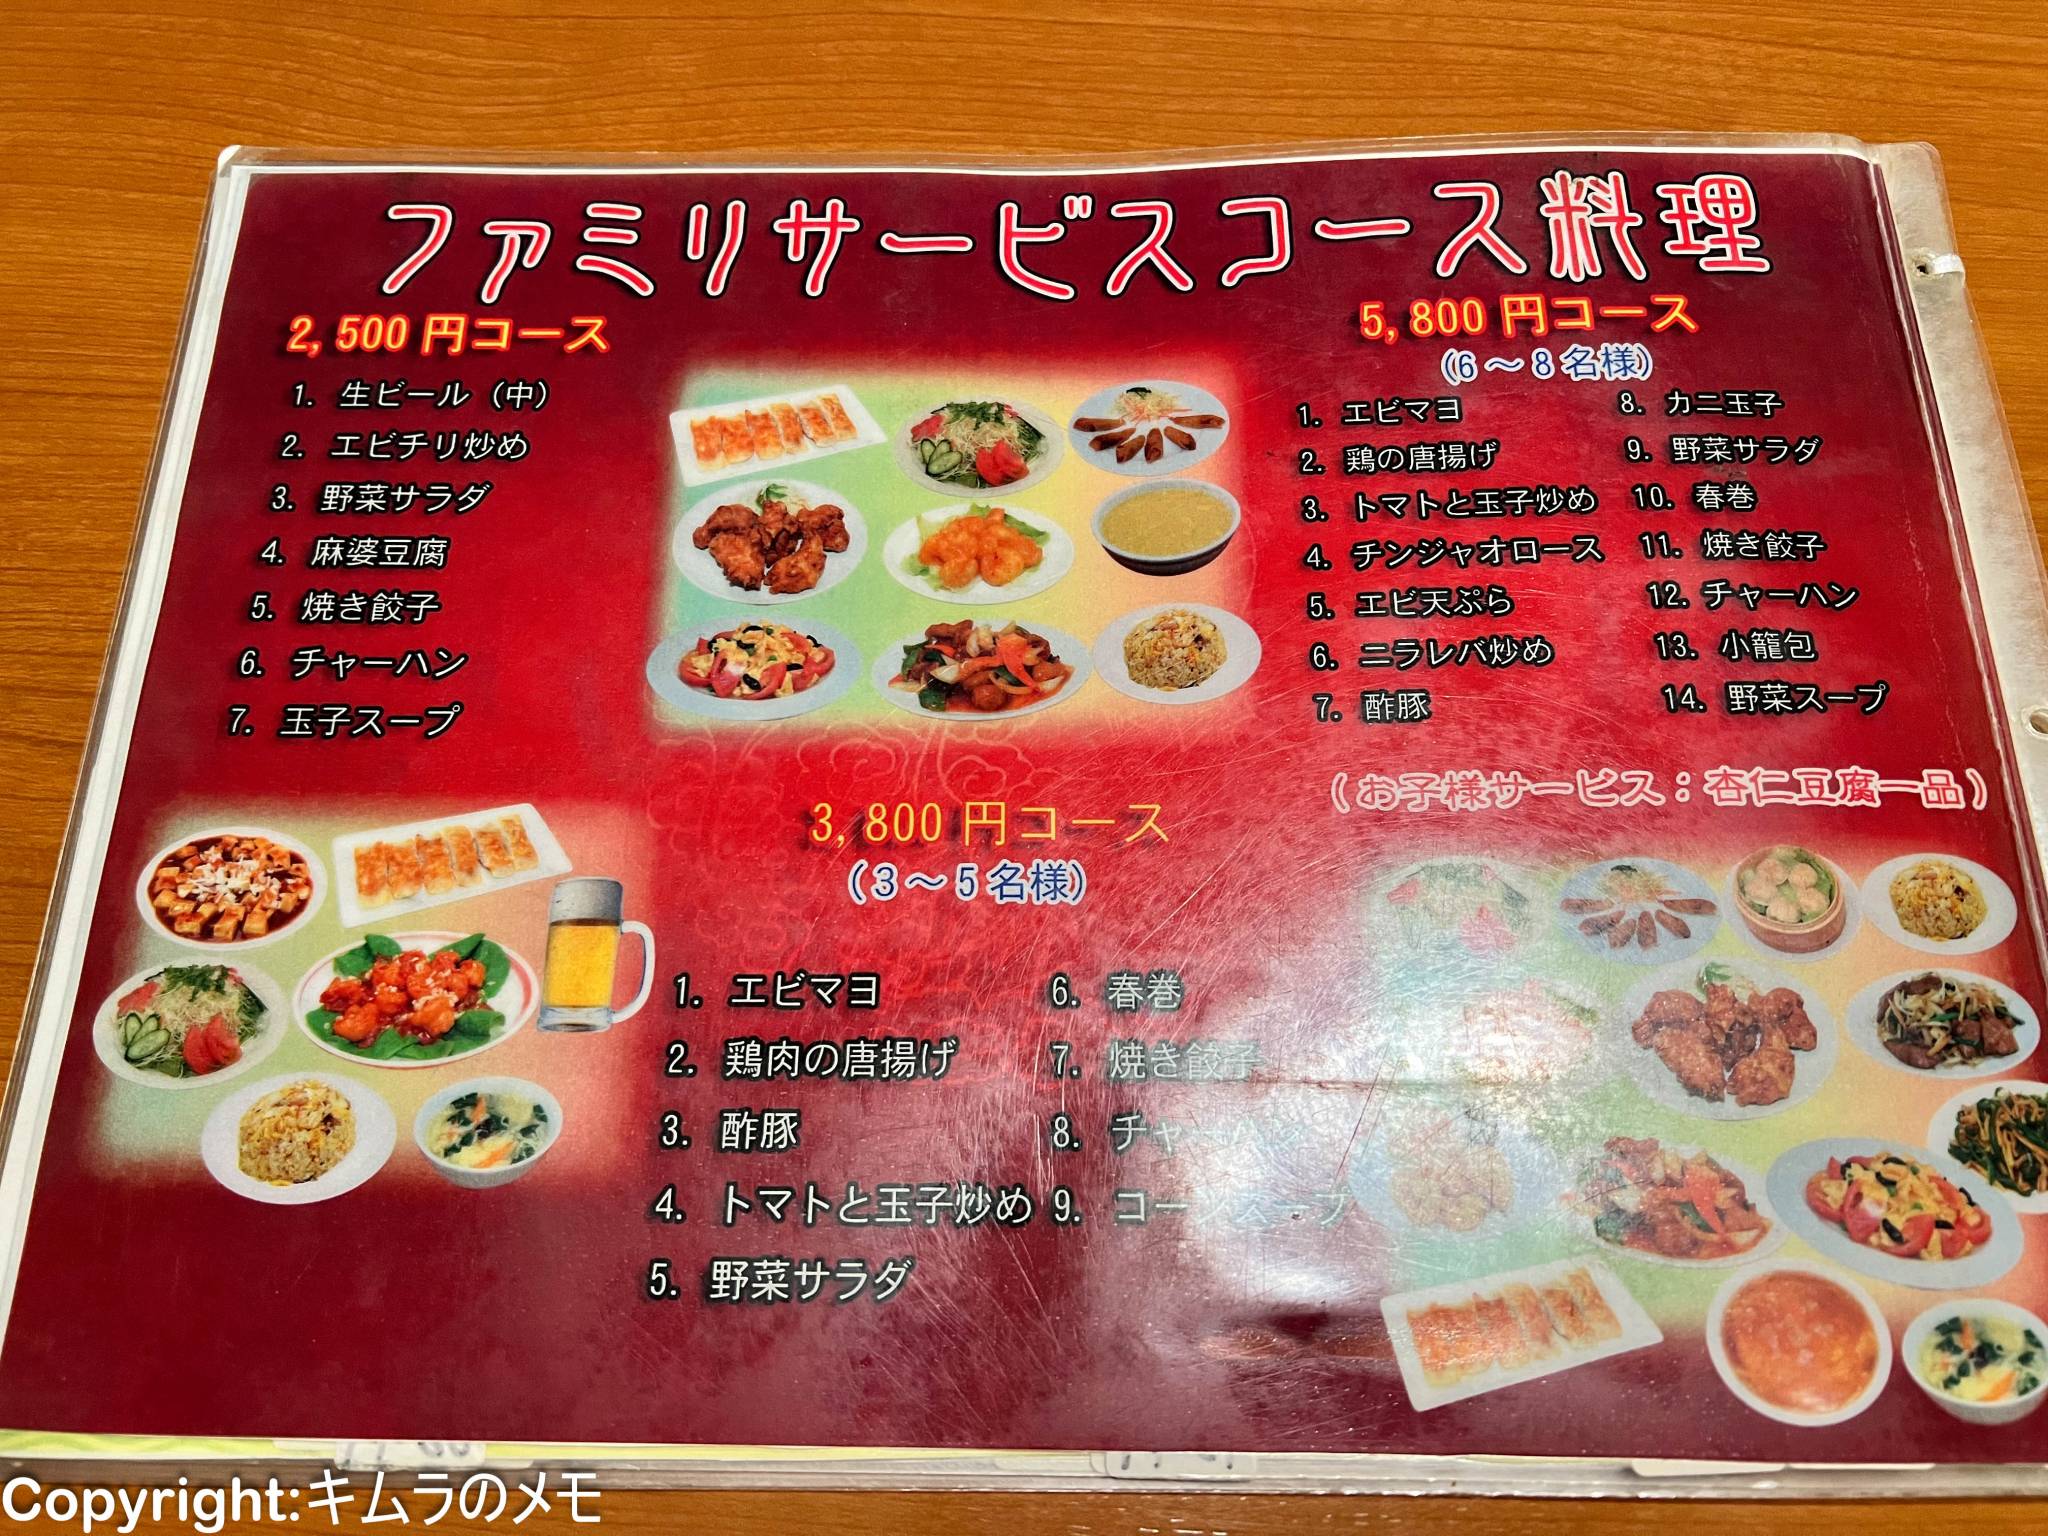 ファミリサービスコース料理
2,500円コース
1. 生ビール（中）
2. エビチリ炒め
3. 野菜サラダ
4. 麻婆豆腐
5. 焼き餃子
6. チャーハン
7. 玉子スープ
3,800円コース
（3～5名様）
1. エビマヨ
2. 鶏肉の唐揚げ
3. 酢豚
4. トマトと玉子炒め
5. 野菜サラダ
6. 春巻
7. 焼き餃子
8. チャーハン
9. コーンスープ
5,800円コース
（6～8名様）
1. エビマヨ
2. 鶏の唐揚げ
3. トマトと玉子炒め
4. チンジャオロース
5. エビ天ぷら
6. ニラレバ炒め
7. 酢豚
8. カニ玉子
9. 野菜サラダ
10. 春巻
11. 焼き餃子
12. チャーハン
13. 小籠包
14. 野菜スープ
（お子様サービス：杏仁豆腐一品）
Copyright:キムラのメモ